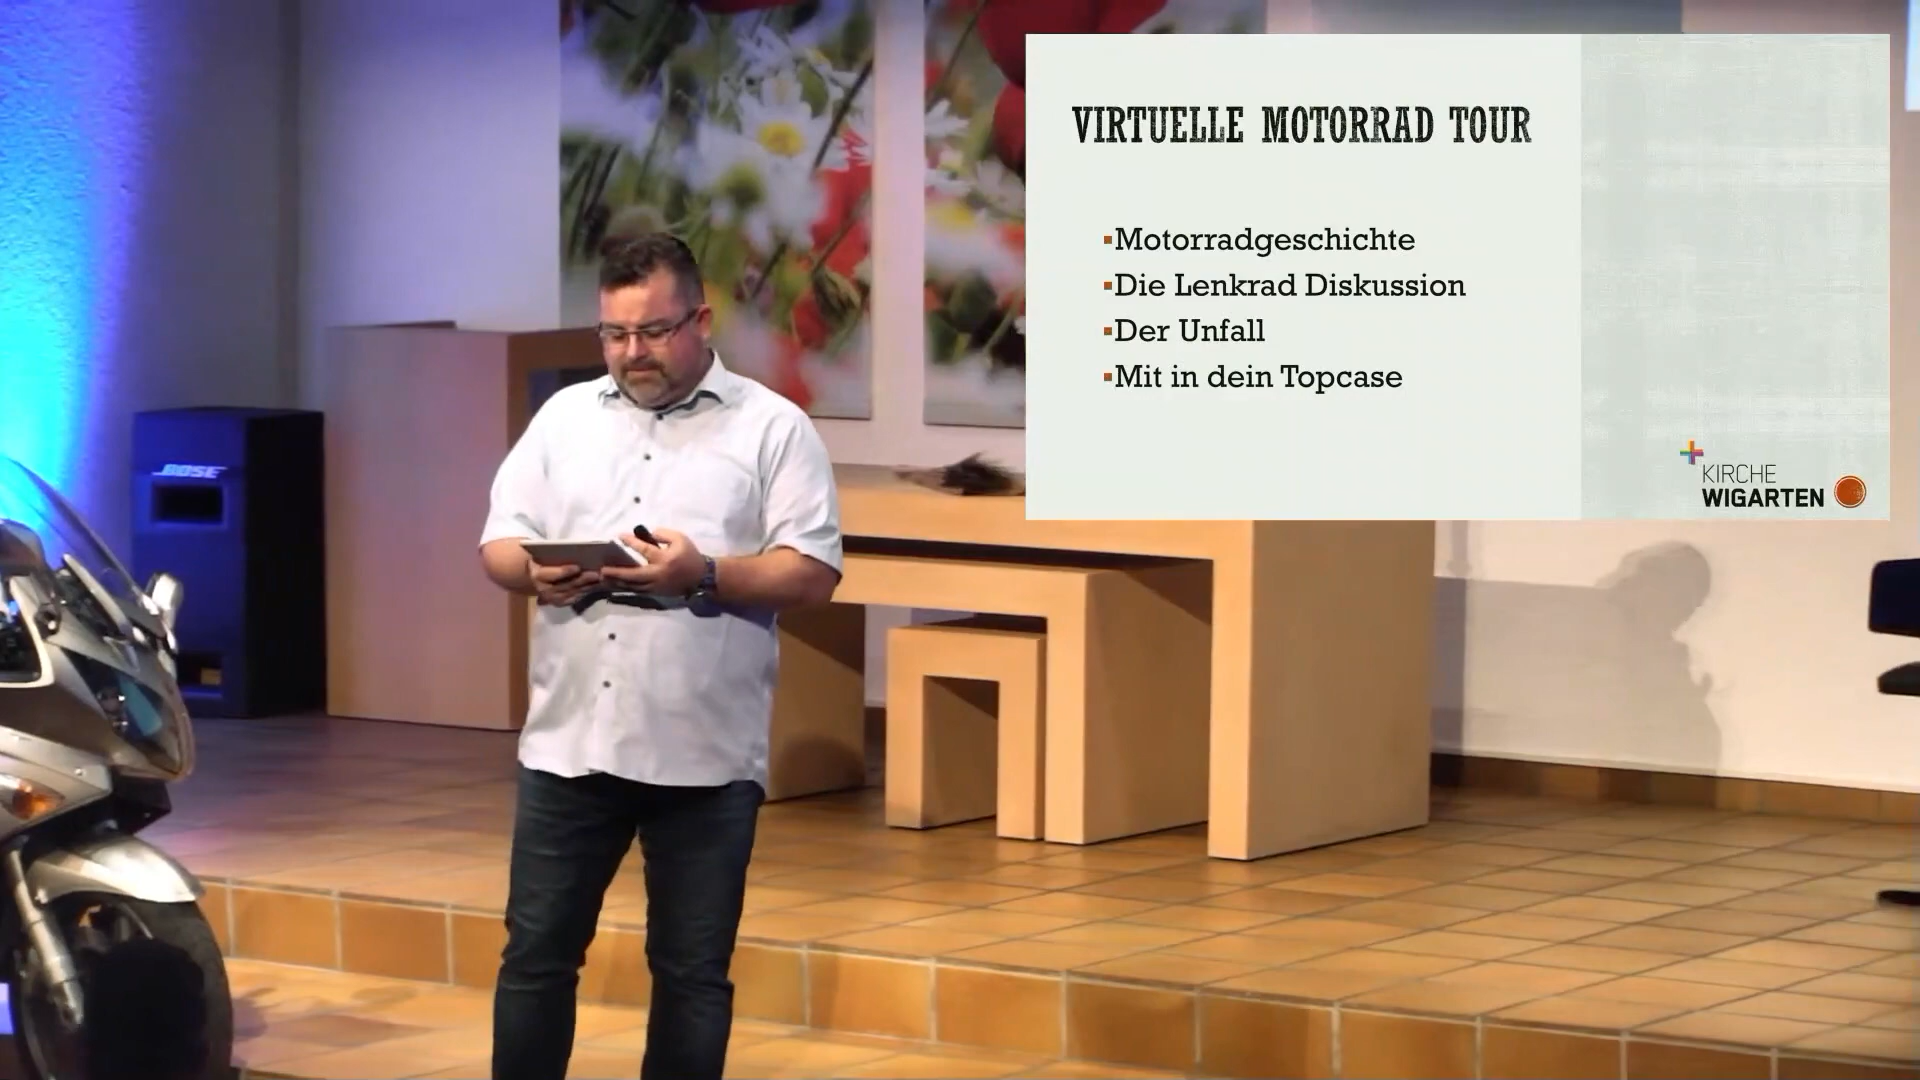 VIRTUELLE MOTORRAD TOUR
▪Motorradgeschichte
▪Die Lenkrad Diskussion
▪Der Unfall
▪Mit in dein Topcase
KIRCHE
WIGARTEN
BOSE